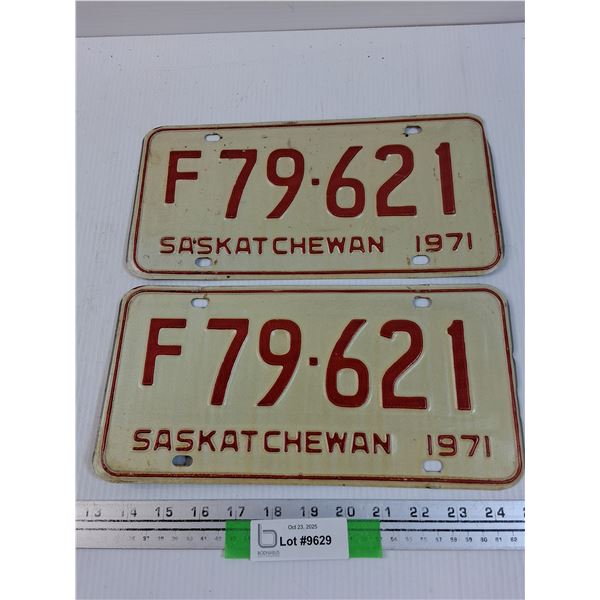 F79·621
SASKATCHEWAN 1971
F79·621
SASKATCHEWAN 1971
13 14 15 16 17 18 19 20 21 22 23 24
Oct 23, 2025
Lot #9629
BODNARUS